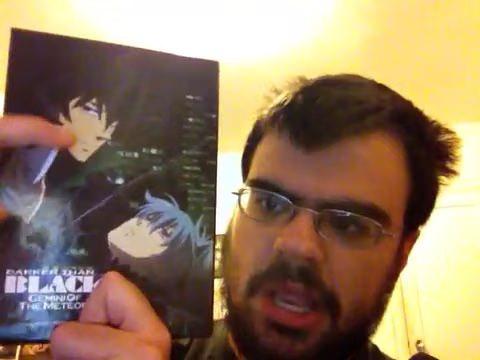 DARKER THAN
BLACK
GEMINI OF
THE METEOR